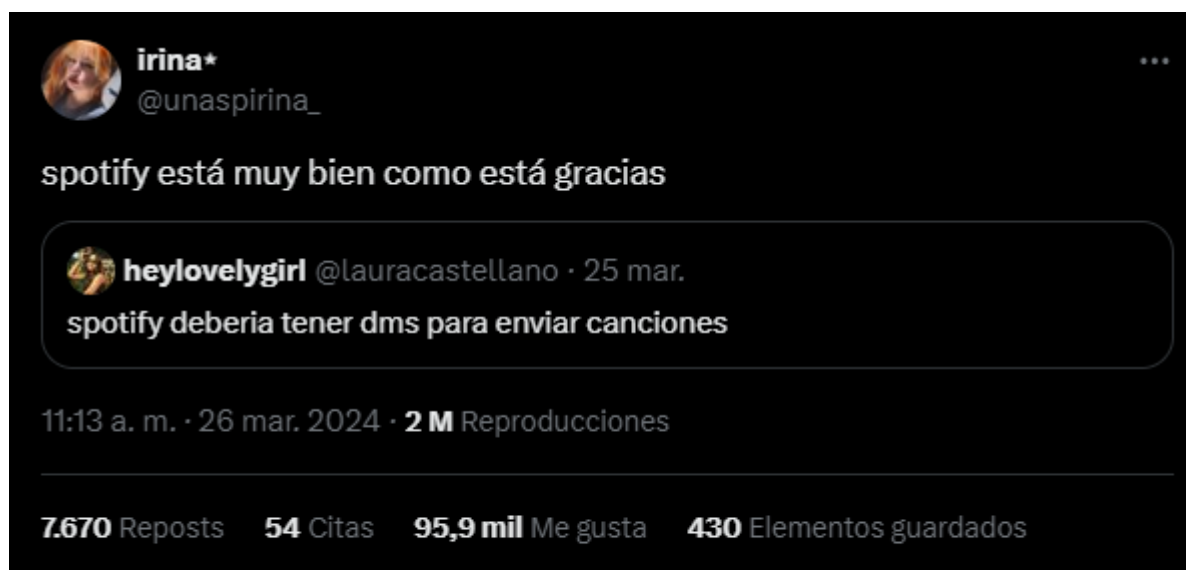 irina★
@unaspirina_
spotify está muy bien como está gracias
heylovelygirl @lauracastellano · 25 mar.
spotify deberia tener dms para enviar canciones
11:13 a. m. · 26 mar. 2024 · 2 M Reproducciones
7.670 Reposts 54 Citas 95,9 mil Me gusta 430 Elementos guardados